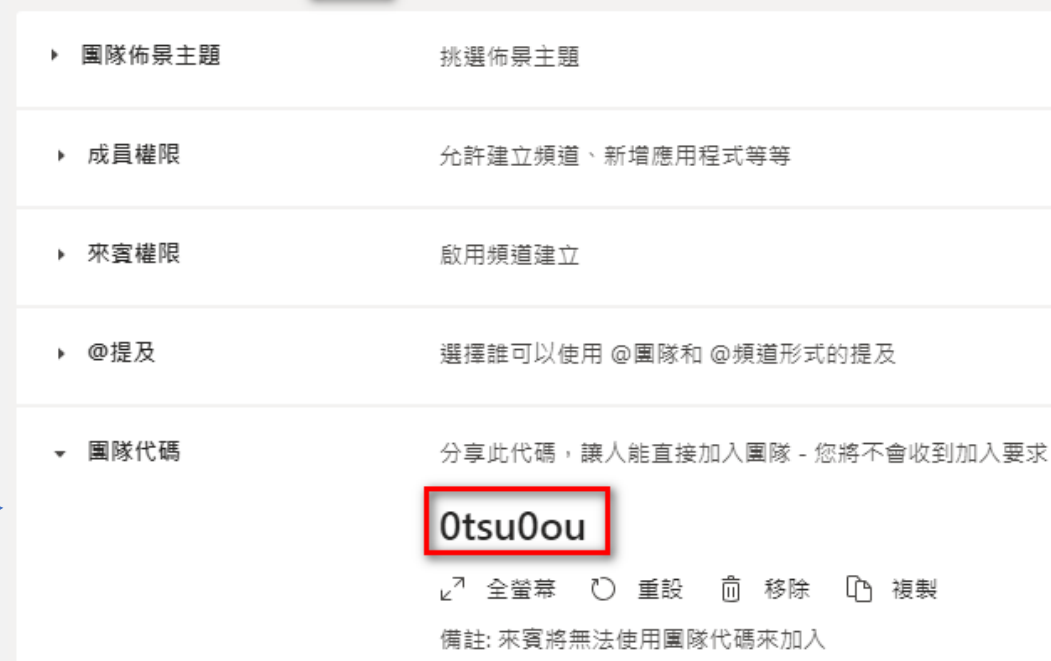 團隊佈景主題 挑選佈景主題
成員權限 允許建立頻道、新增應用程式等等
來賓權限 啟用頻道建立
@提及 選擇誰可以使用 @團隊和 @頻道形式的提及
團隊代碼 分享此代碼，讓人能直接加入團隊 - 您將不會收到加入要求
0tsu0ou
全螢幕 重設 移除 複製
備註: 來賓將無法使用團隊代碼來加入